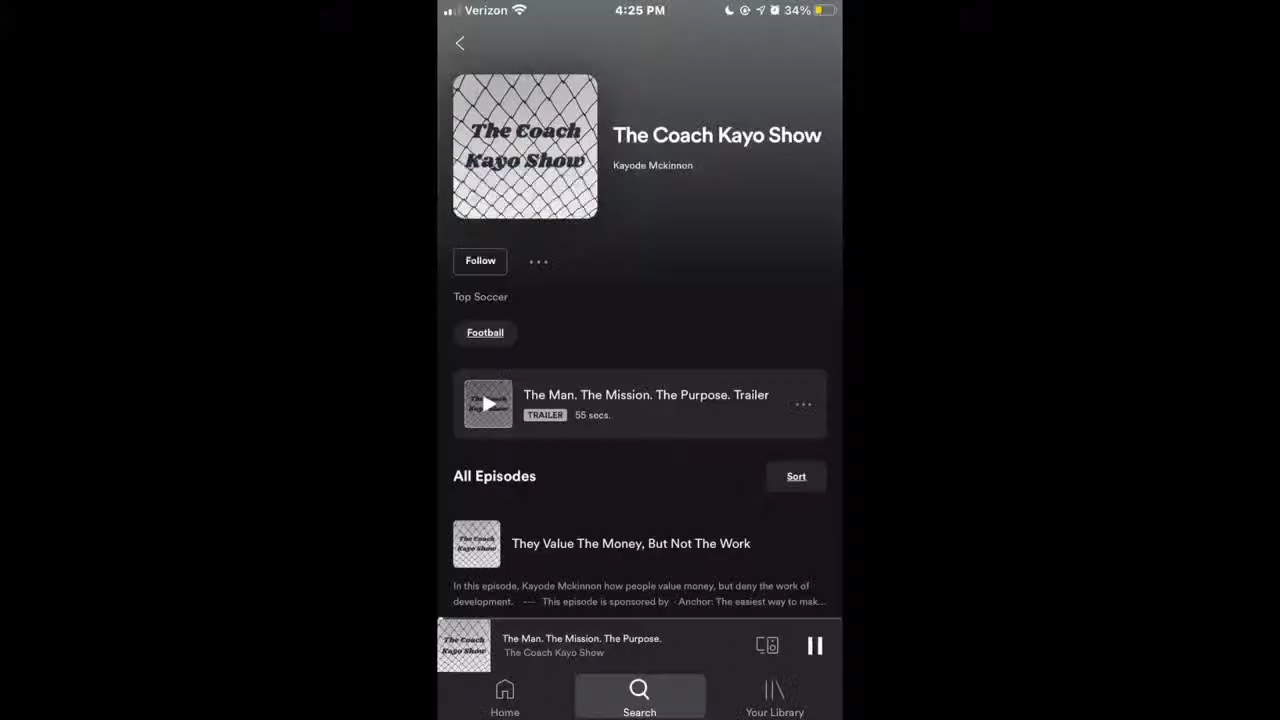 Verizon
4:25 PM
34%
The Coach
Kayo Show
The Coach Kayo Show
Kayode Mckinnon
Follow
Top Soccer
Football
The Coach
Kayo Show
The Man. The Mission. The Purpose. Trailer
TRAILER 55 secs.
All Episodes
Sort
The Coach
Kayo Show
They Value The Money, But Not The Work
In this episode, Kayode Mckinnon how people value money, but deny the work of
development. --- This episode is sponsored by · Anchor: The easiest way to mak...
The Coach
Kayo Show
The Man. The Mission. The Purpose.
The Coach Kayo Show
Home
Search
Your Library